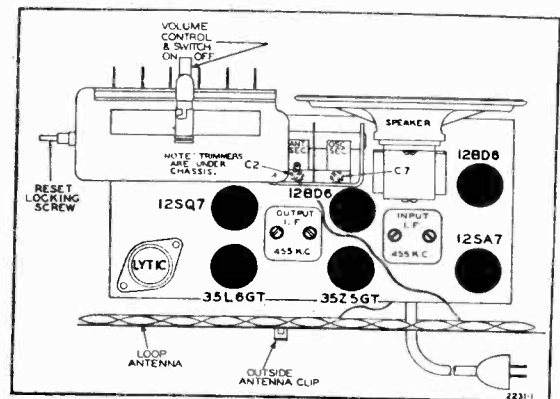 VOLUME
CONTROL
& SWITCH
ON OFF
SPEAKER
NOTE: TRIMMERS
ARE UNDER
CHASSIS.
ANT
SEC
OSC
SEC
C2
C7
RESET
LOCKING
SCREW
12SQ7
12BD6
12BD6
OUTPUT
I.F
455 K.C.
INPUT
I.F
455 K.C.
12SA7
LYTIC
35L6GT
35Z5GT
LOOP
ANTENNA
OUTSIDE
ANTENNA CLIP
2231-1